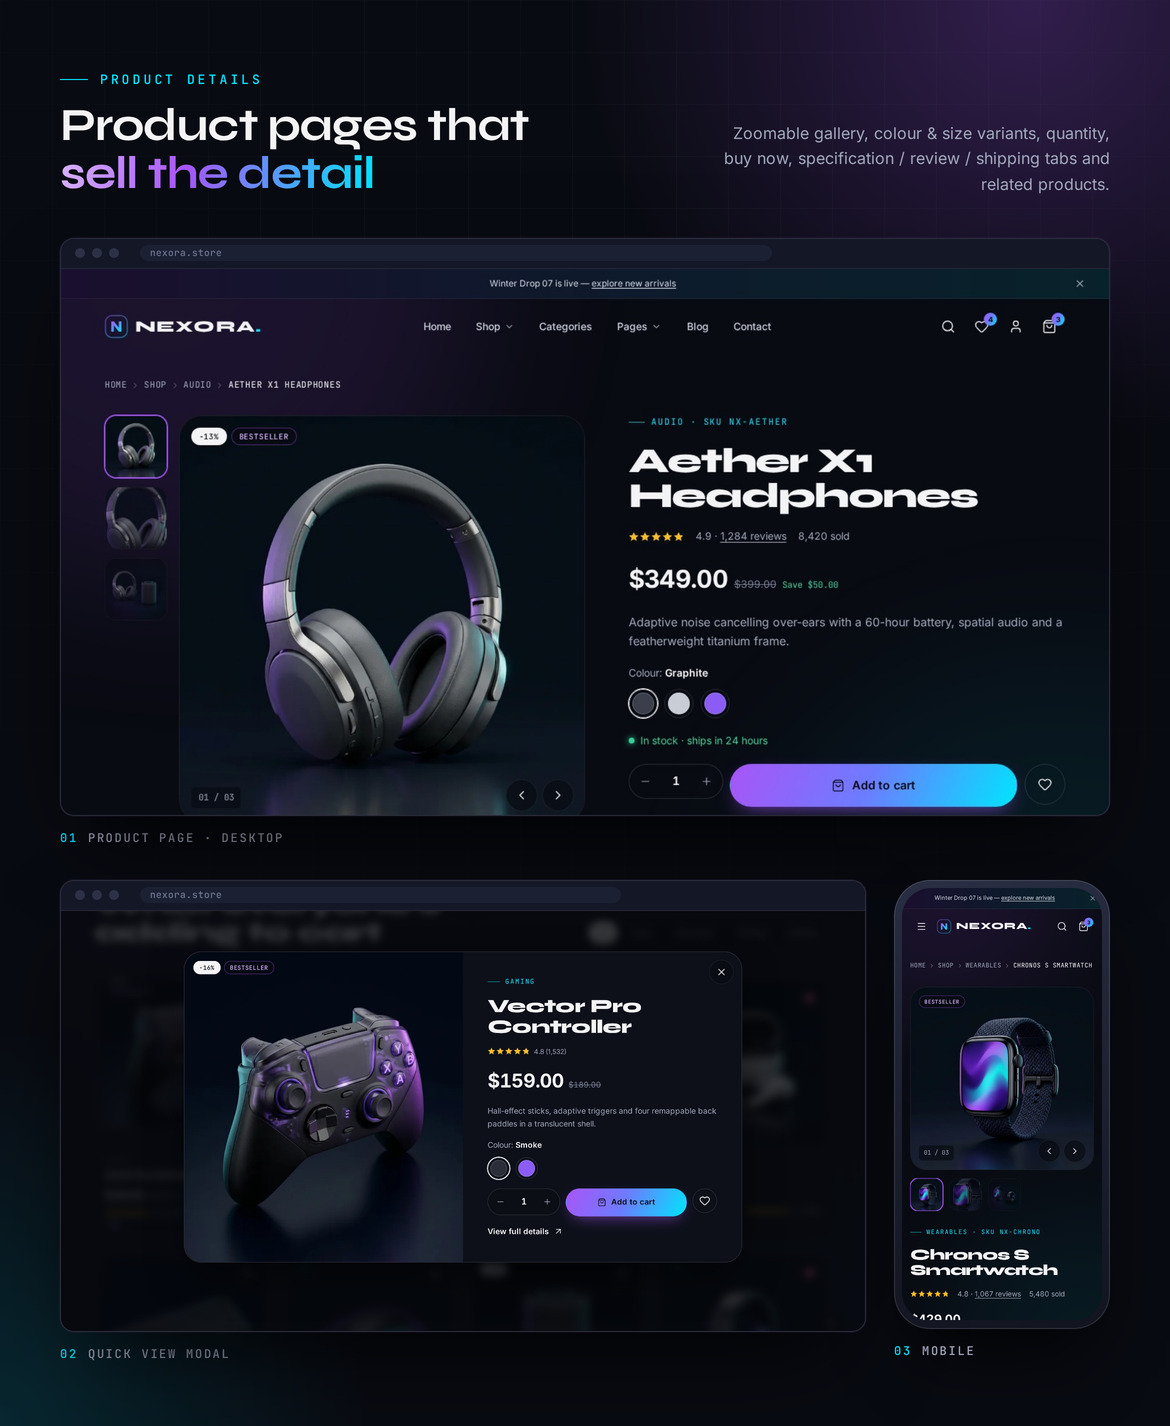 PRODUCT DETAILS
Product pages that
sell the detail
Zoomable gallery, colour & size variants, quantity,
buy now, specification / review / shipping tabs and
related products.
nexora.store
Winter Drop 07 is live — explore new arrivals
N NEXORA.
Home Shop Categories Pages Blog Contact
4 3
HOME › SHOP › AUDIO › AETHER X1 HEADPHONES
-13% BESTSELLER
01 / 03
AUDIO · SKU NX-AETHER
Aether X1
Headphones
4.9 · 1,284 reviews 8,420 sold
$349.00 $399.00 Save $50.00
Adaptive noise cancelling over-ears with a 60-hour battery, spatial audio and a
featherweight titanium frame.
Colour: Graphite
In stock · ships in 24 hours
− 1 + Add to cart
01 PRODUCT PAGE · DESKTOP
nexora.store
adding to cart
-16% BESTSELLER
Y
B
X
A
GAMING
Vector Pro
Controller
4.8 (1,532)
$159.00 $189.00
Hall-effect sticks, adaptive triggers and four remappable back
paddles in a translucent shell.
Colour: Smoke
− 1 + Add to cart
View full details
02 QUICK VIEW MODAL
Winter Drop 07 is live — explore new arrivals
N NEXORA.
3
HOME › SHOP › WEARABLES › CHRONOS S SMARTWATCH
BESTSELLER
01 / 03
WEARABLES · SKU NX-CHRONO
Chronos S
Smartwatch
4.8 · 1,067 reviews 5,480 sold
$429.00
03 MOBILE